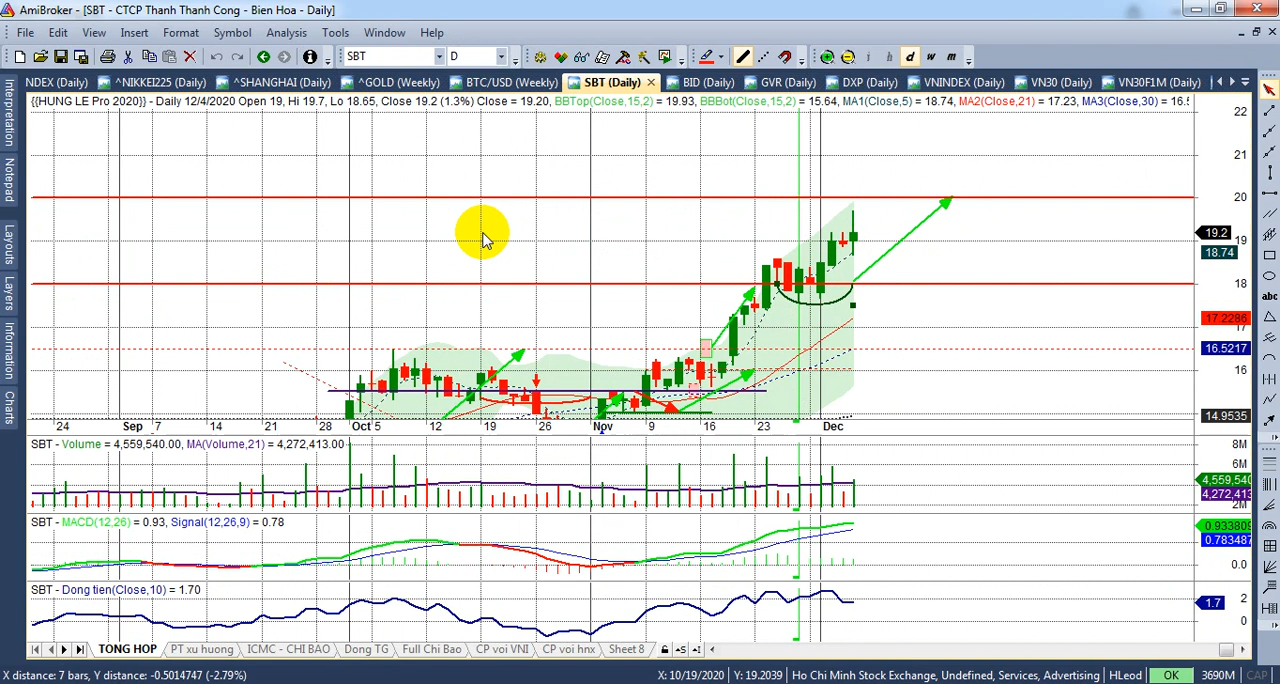 AmiBroker - [SBT - CTCP Thanh Thanh Cong - Bien Hoa - Daily]
File Edit View Insert Format Symbol Analysis Tools Window Help
SBT D i h d w m
NDEX (Daily) ^NIKKEI225 (Daily) ^SHANGHAI (Daily) ^GOLD (Weekly) BTC/USD (Weekly) SBT (Daily) BID (Daily) GVR (Daily) DXP (Daily) VNINDEX (Daily) VN30 (Daily) VN30F1M (Daily)
{{HUNG LE Pro 2020}} - Daily 12/4/2020 Open 19, Hi 19.7, Lo 18.65, Close 19.2 (1.3%) Close = 19.20, BBTop(Close,15,2) = 19.93, BBBot(Close,15,2) = 15.64, MA1(Close,5) = 18.74, MA2(Close,21) = 17.23, MA3(Close,30) = 16.5
Interpretation
Notepad
Layouts
Layers
Information
Charts
abc
22
21
20
19.2
19
18.74
18
17.2286
17
16.5217
16
14.9535
24 Sep 7 14 21 28 Oct 5 12 19 26 Nov 9 16 23 Dec
SBT - Volume = 4,559,540.00, MA(Volume,21) = 4,272,413.00
8M
6M
4,559,540
4,272,413
2M
SBT - MACD(12,26) = 0.93, Signal(12,26,9) = 0.78
0.933809
0.783487
0.0
SBT - Dong tien(Close,10) = 1.70
2
1.7
0
TONG HOP PT xu huong ICMC - CHI BAO Dong TG Full Chi Bao CP voi VNI CP voi hnx Sheet 8
X distance: 7 bars, Y distance: -0.5014747 (-2.79%) X: 10/19/2020 Y: 19.2039 Ho Chi Minh Stock Exchange, Undefined, Services, Advertising HLeod OK 3690M CAP